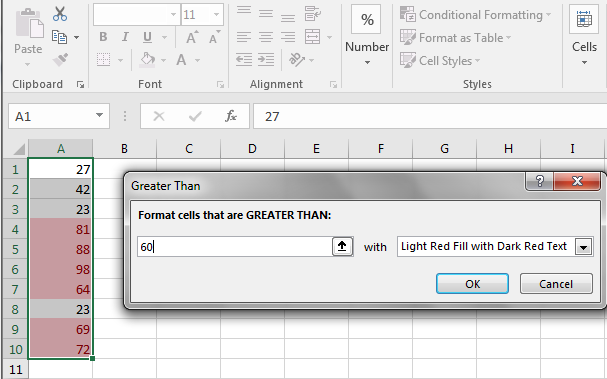 Paste
11
B I U
A A
Clipboard
Font
Alignment
%
Number
Conditional Formatting
Format as Table
Cell Styles
Styles
Cells
A1
fx
27
A B C D E F G H I
1 27
2 42
3 23
4 81
5 88
6 98
7 64
8 23
9 69
10 72
11
Greater Than
?
Format cells that are GREATER THAN:
60 with Light Red Fill with Dark Red Text
OK Cancel